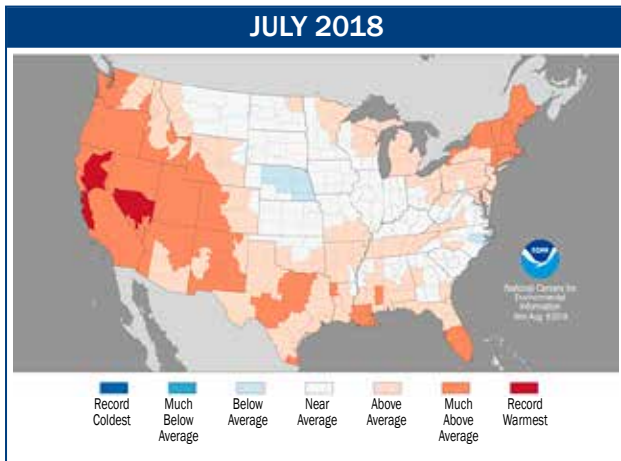 JULY 2018
NOAA
National Centers for
Environmental
Information
Record
Coldest
Much
Below
Average
Below
Average
Near
Average
Above
Average
Much
Above
Average
Record
Warmest